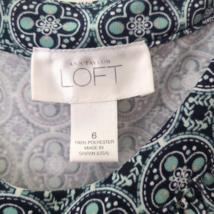 ANN TAYLOR
LOFT
6
100% POLYESTER
MADE IN